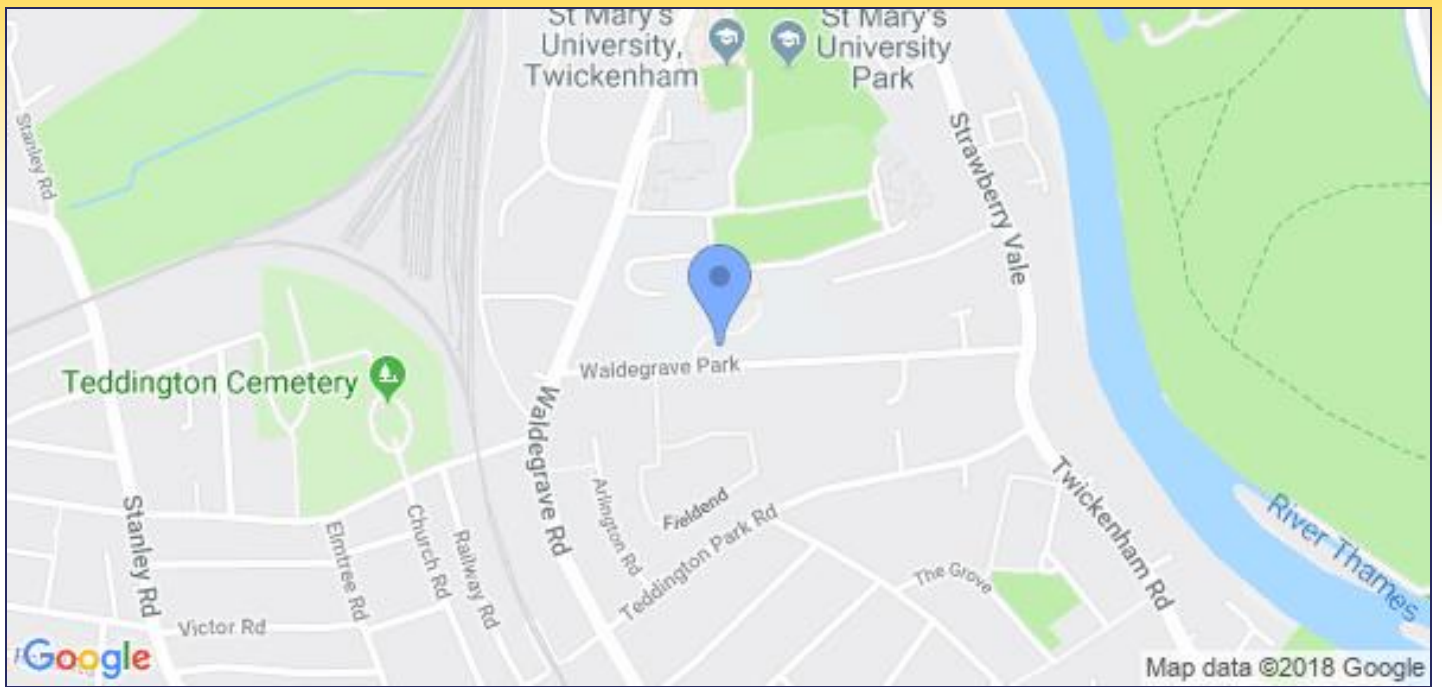 St Mary's
University,
Twickenham
St Mary's
University
Park
Stanley Rd
Strawberry Vale
Waldegrave Park
Teddington Cemetery
Waldegrave Rd
Arlington Rd
Fieldend
Teddington Park Rd
Twickenham Rd
River Thames
The Grove
Stanley Rd
Elmtree Rd
Church Rd
Railway Rd
Victor Rd
Google
Map data ©2018 Google